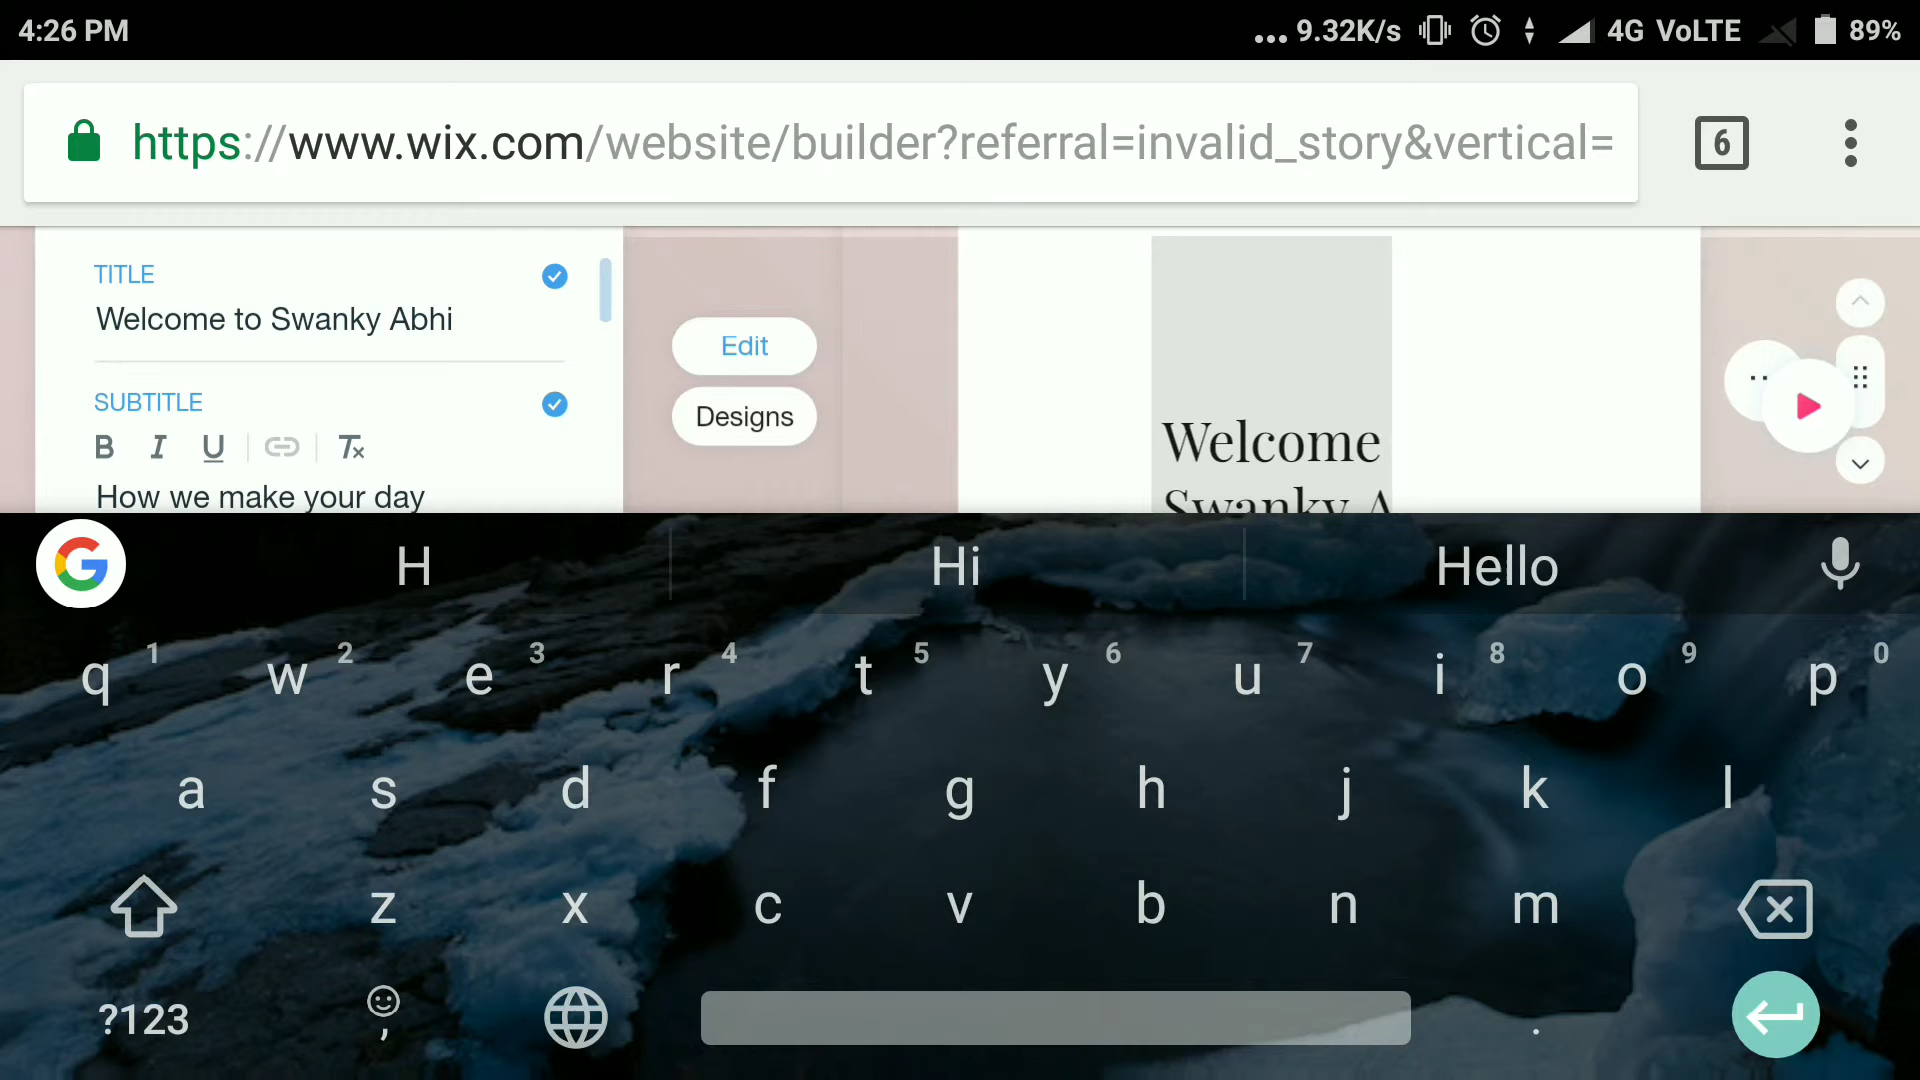 4:26 PM
... 9.32K/s 4G VoLTE 89%
https://www.wix.com/website/builder?referral=invalid_story&vertical=
6
TITLE
Welcome to Swanky Abhi
SUBTITLE
B I U Tx
How we make your day
Edit
Designs
Welcome
Swanky A
G H Hi Hello
q 1 w 2 e 3 r 4 t 5 y 6 u 7 i 8 o 9 p 0
a s d f g h j k l
z x c v b n m
?123 , .